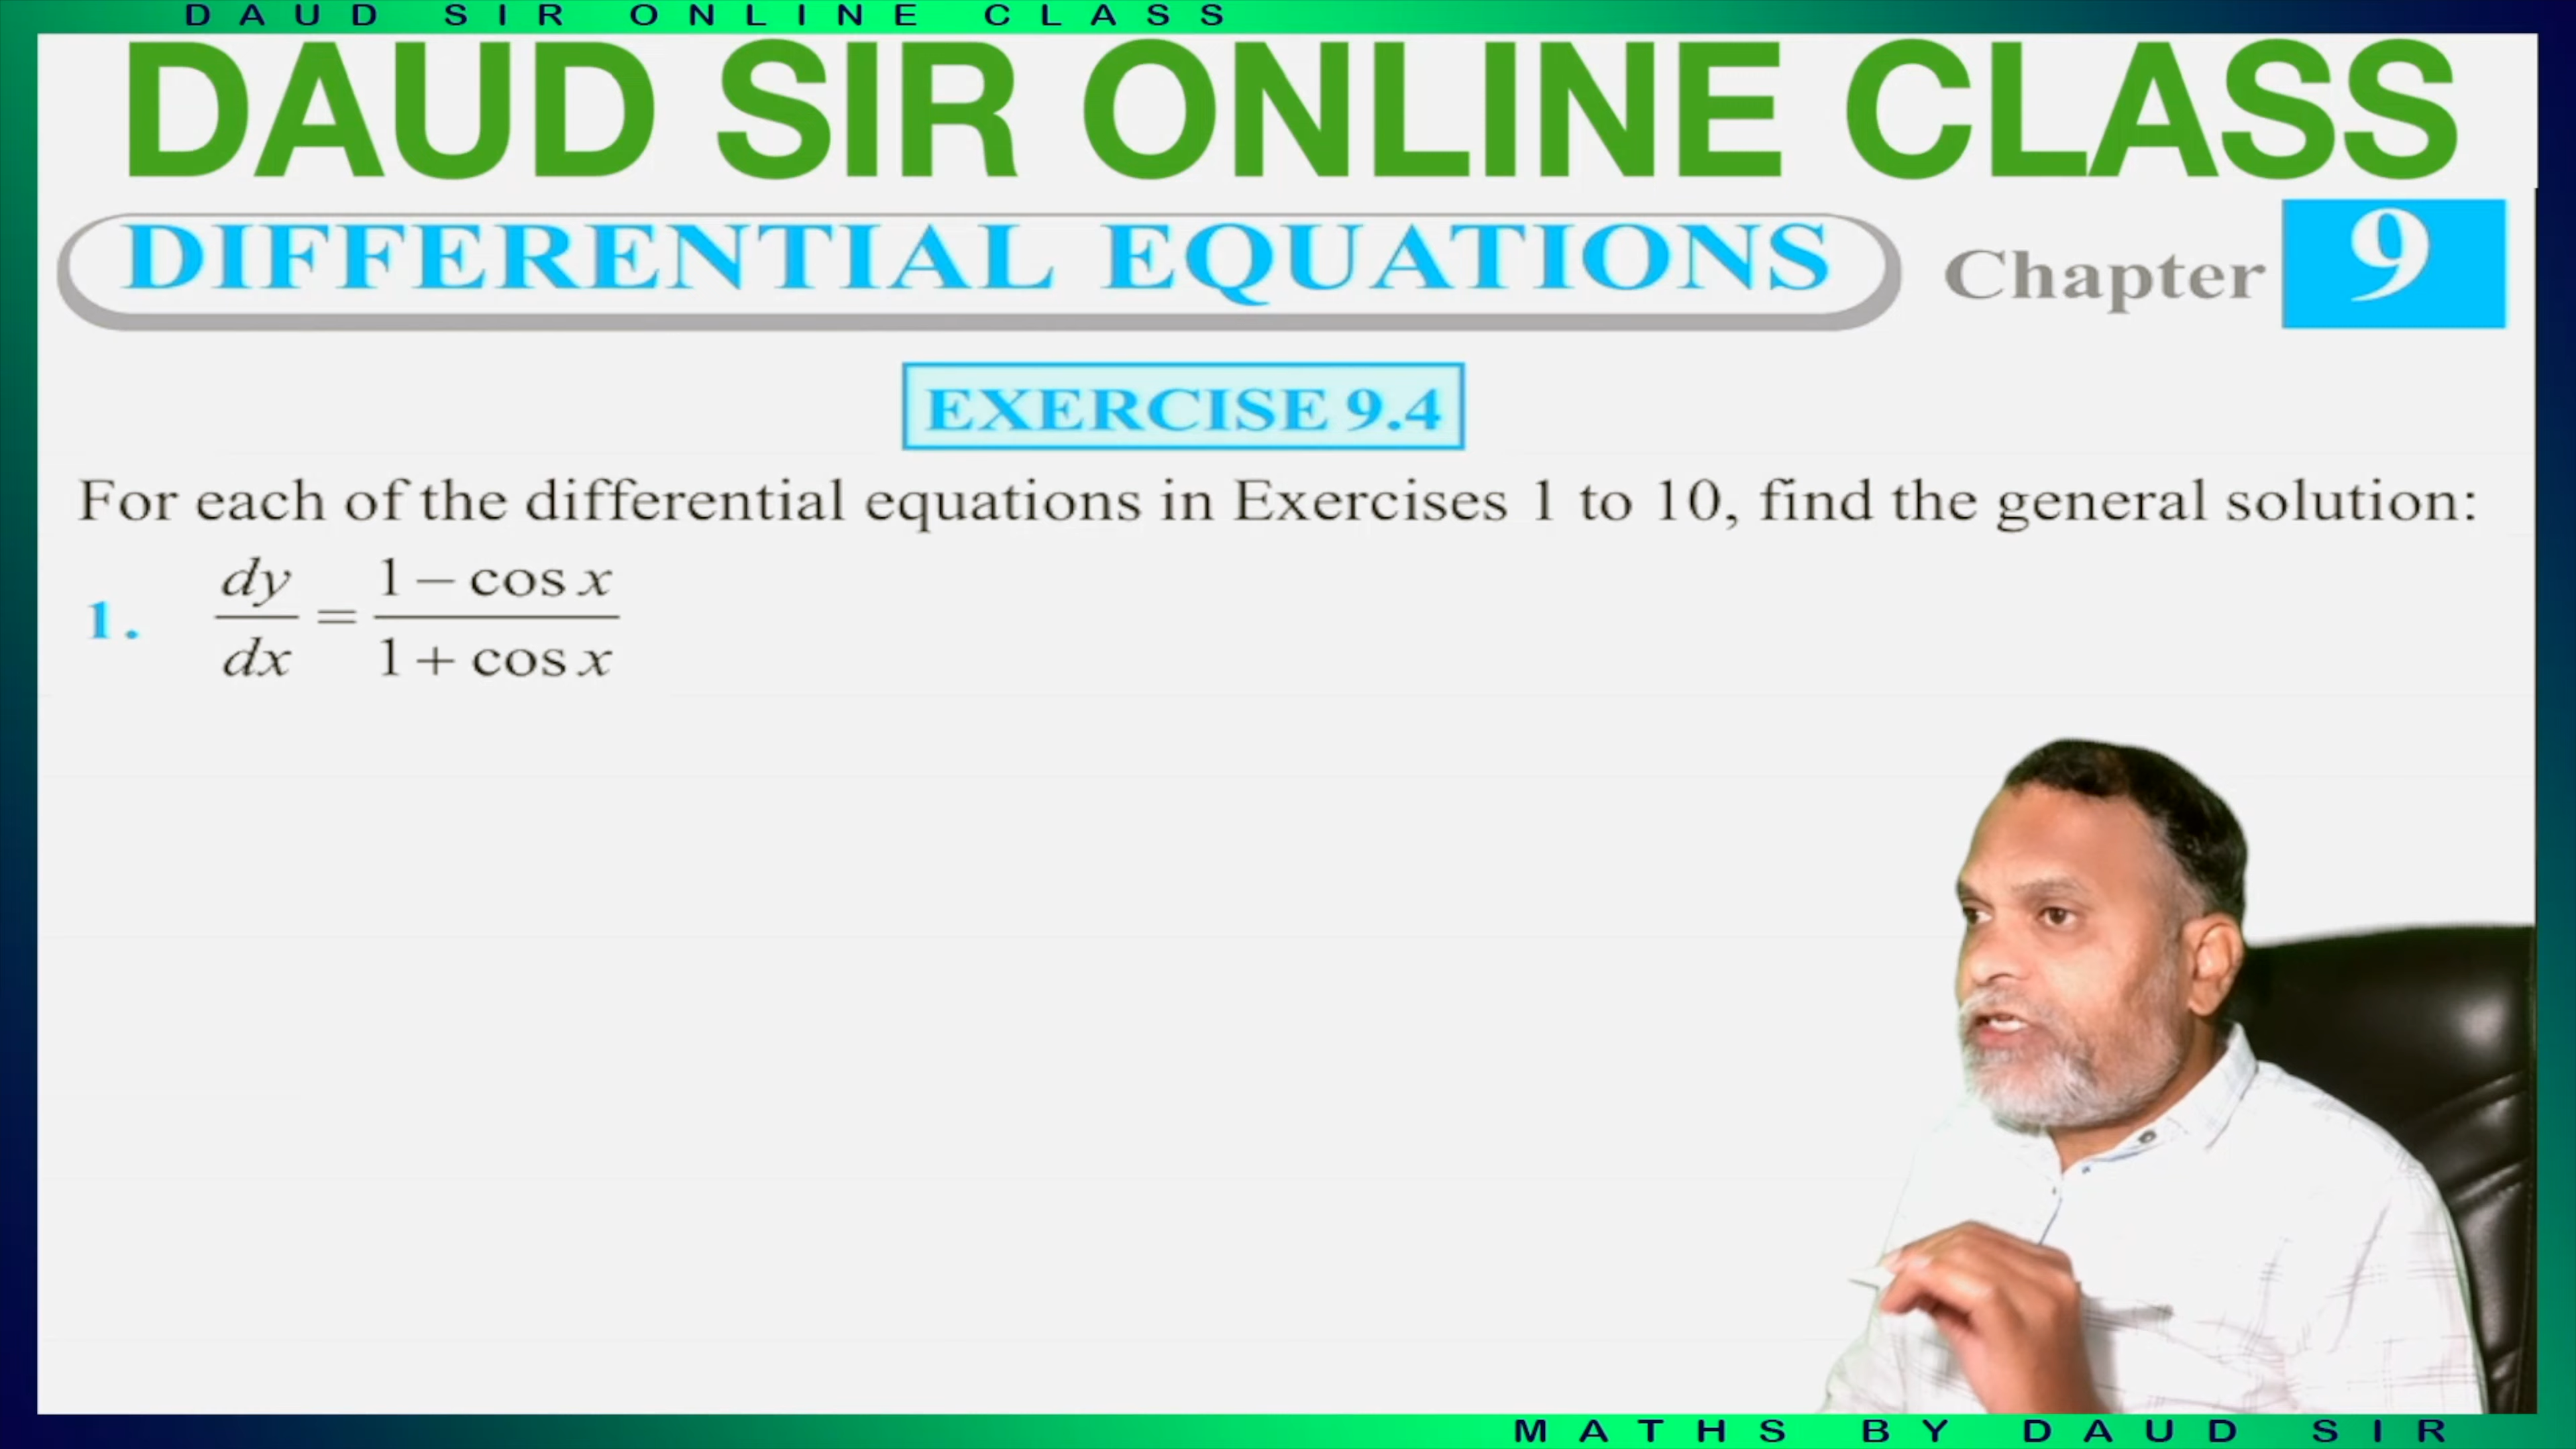 DAUD SIR ONLINE CLASS
DAUD SIR ONLINE CLASS
DIFFERENTIAL EQUATIONS Chapter 9
EXERCISE 9.4
For each of the differential equations in Exercises 1 to 10, find the general solution:
1. dy/dx = (1 – cos x)/(1 + cos x)
MATHS BY DAUD SIR